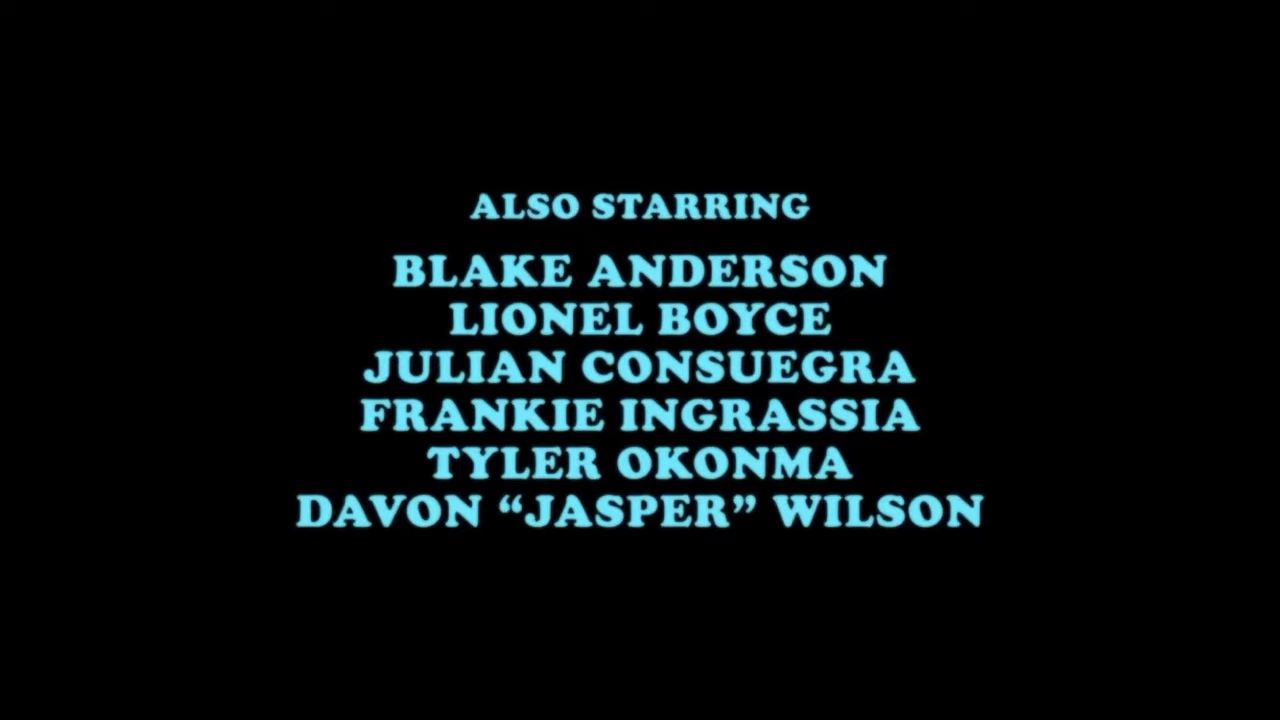 ALSO STARRING
BLAKE ANDERSON
LIONEL BOYCE
JULIAN CONSUEGRA
FRANKIE INGRASSIA
TYLER OKONMA
DAVON “JASPER” WILSON